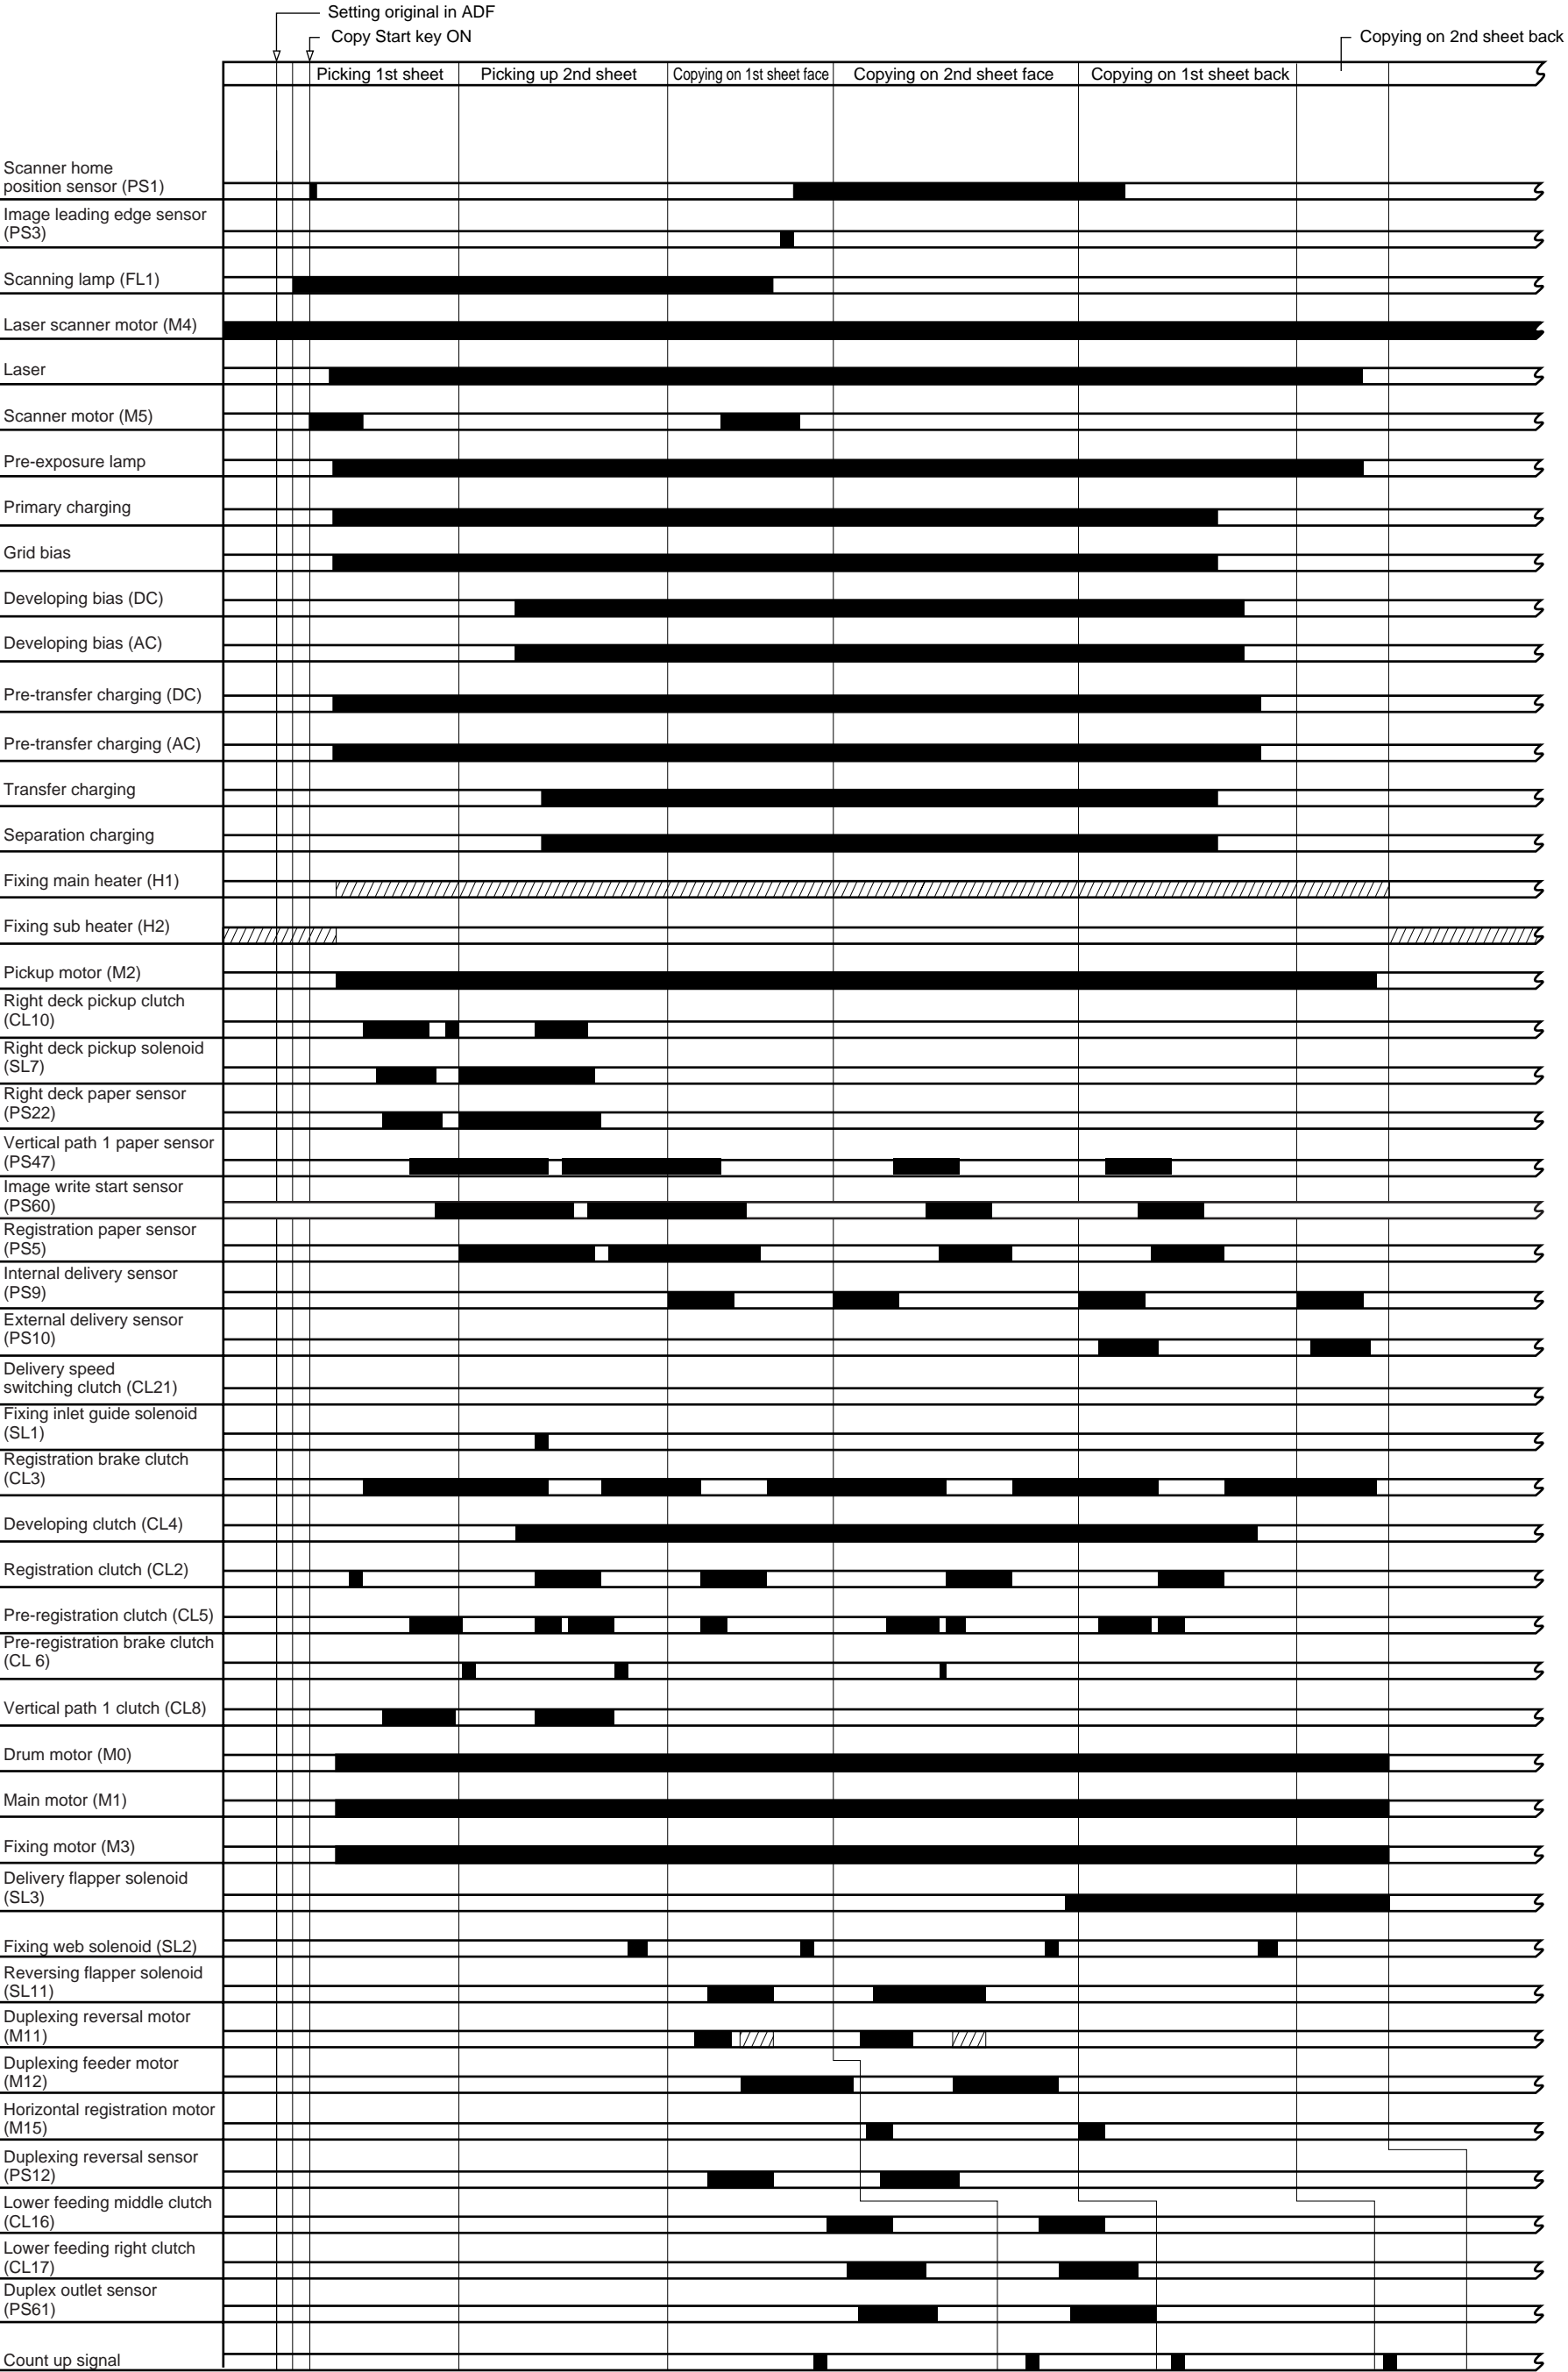 Setting original in ADF
Copy Start key ON
Copying on 2nd sheet back
Picking 1st sheet
Picking up 2nd sheet
Copying on 1st sheet face
Copying on 2nd sheet face
Copying on 1st sheet back
Scanner home
position sensor (PS1)
Image leading edge sensor
(PS3)
Scanning lamp (FL1)
Laser scanner motor (M4)
Laser
Scanner motor (M5)
Pre-exposure lamp
Primary charging
Grid bias
Developing bias (DC)
Developing bias (AC)
Pre-transfer charging (DC)
Pre-transfer charging (AC)
Transfer charging
Separation charging
Fixing main heater (H1)
Fixing sub heater (H2)
Pickup motor (M2)
Right deck pickup clutch
(CL10)
Right deck pickup solenoid
(SL7)
Right deck paper sensor
(PS22)
Vertical path 1 paper sensor
(PS47)
Image write start sensor
(PS60)
Registration paper sensor
(PS5)
Internal delivery sensor
(PS9)
External delivery sensor
(PS10)
Delivery speed
switching clutch (CL21)
Fixing inlet guide solenoid
(SL1)
Registration brake clutch
(CL3)
Developing clutch (CL4)
Registration clutch (CL2)
Pre-registration clutch (CL5)
Pre-registration brake clutch
(CL 6)
Vertical path 1 clutch (CL8)
Drum motor (M0)
Main motor (M1)
Fixing motor (M3)
Delivery flapper solenoid
(SL3)
Fixing web solenoid (SL2)
Reversing flapper solenoid
(SL11)
Duplexing reversal motor
(M11)
Duplexing feeder motor
(M12)
Horizontal registration motor
(M15)
Duplexing reversal sensor
(PS12)
Lower feeding middle clutch
(CL16)
Lower feeding right clutch
(CL17)
Duplex outlet sensor
(PS61)
Count up signal